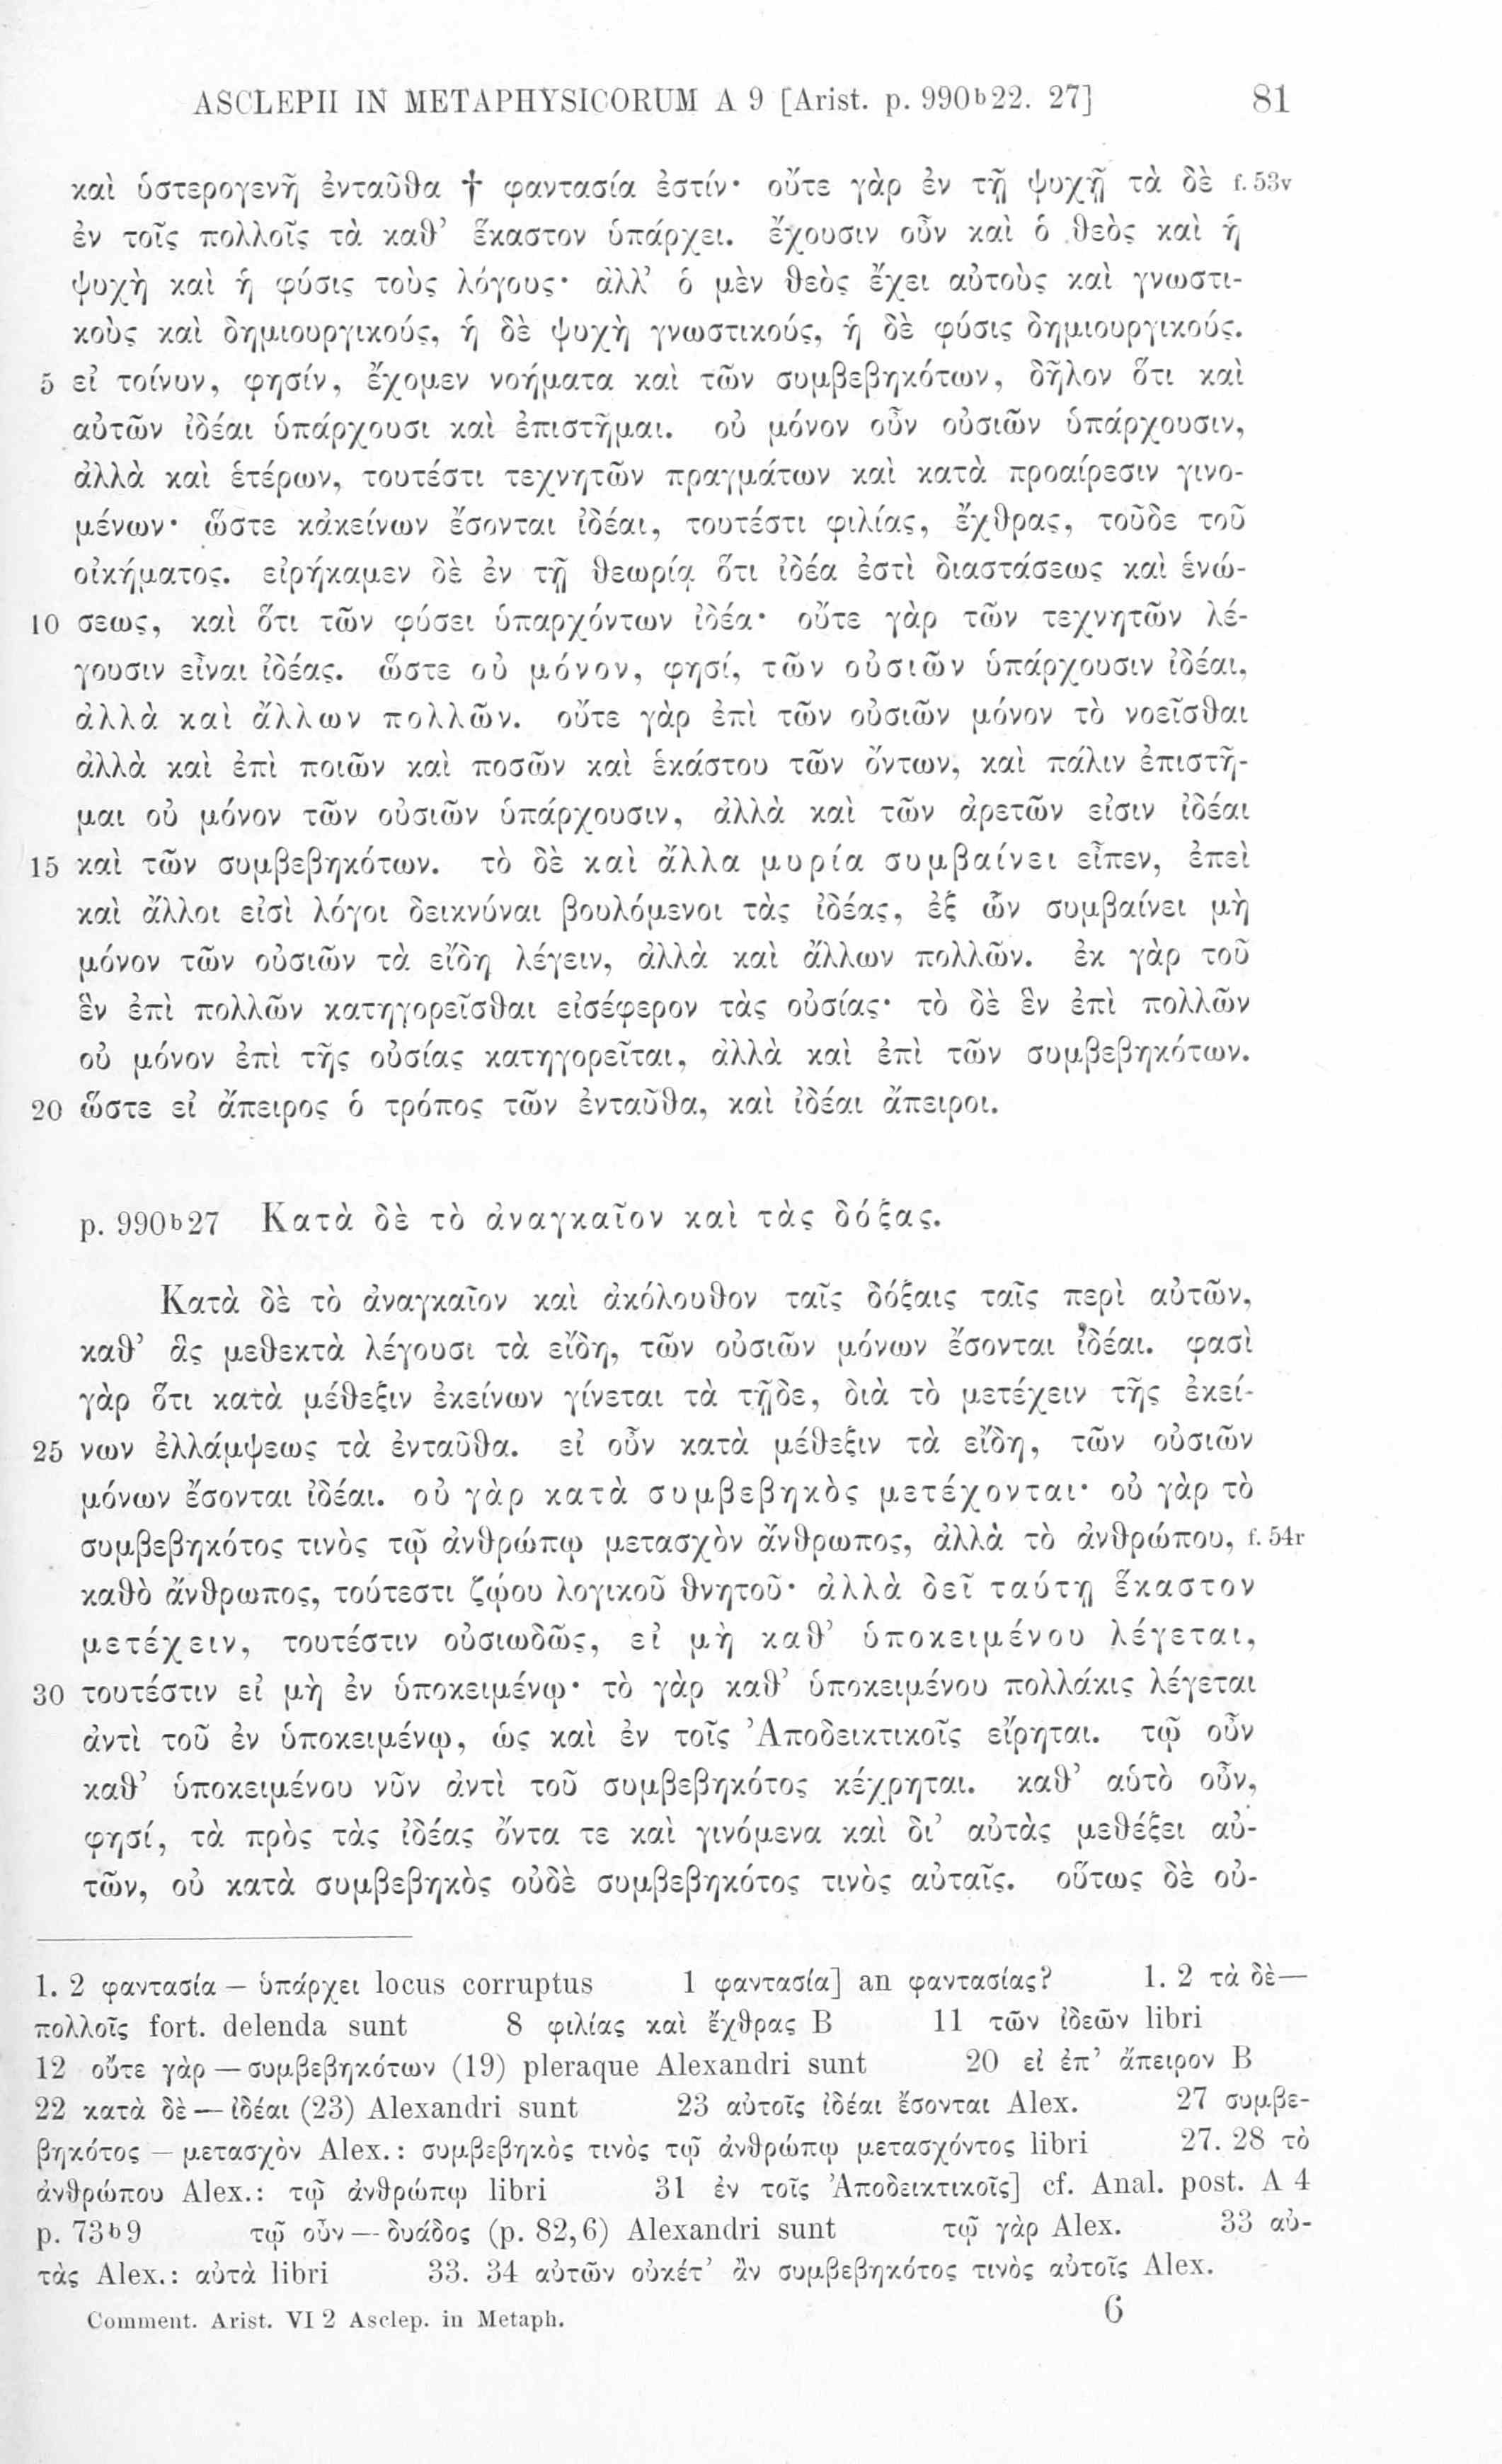 ASCLEPII IN METAPHYSICORUM A 9 [Arist. p. 990b22. 27] 81
καὶ ὑστερογενῆ ἐνταῦθα † φαντασία ἐστίν· οὔτε γὰρ ἐν τῇ ψυχῇ τὰ δὲ f. 53v
ἐν τοῖς πολλοῖς τὰ καθ’ ἕκαστον ὑπάρχει. ἔχουσιν οὖν καὶ ὁ θεὸς καὶ ἡ
ψυχὴ καὶ ἡ φύσις τοὺς λόγους· ἀλλ’ ὁ μὲν θεὸς ἔχει αὐτοὺς καὶ γνωστι-
κοὺς καὶ δημιουργικούς, ἡ δὲ ψυχὴ γνωστικούς, ἡ δὲ φύσις δημιουργικούς.
5 εἰ τοίνυν, φησίν, ἔχομεν νοήματα καὶ τῶν συμβεβηκότων, δῆλον ὅτι καὶ
αὐτῶν ἰδέαι ὑπάρχουσι καὶ ἐπιστῆμαι. οὐ μόνον οὖν οὐσιῶν ὑπάρχουσιν,
ἀλλὰ καὶ ἑτέρων, τουτέστι τεχνητῶν πραγμάτων καὶ κατὰ προαίρεσιν γινο-
μένων· ὥστε κἀκείνων ἔσονται ἰδέαι, τουτέστι φιλίας, ἔχθρας, τοῦδε τοῦ
οἰκήματος. εἰρήκαμεν δὲ ἐν τῇ θεωρίᾳ ὅτι ἰδέα ἐστὶ διαστάσεως καὶ ἑνώ-
10 σεως, καὶ ὅτι τῶν φύσει ὑπαρχόντων ἰδέα· οὔτε γὰρ τῶν τεχνητῶν λέ-
γουσιν εἶναι ἰδέας. ὥστε οὐ μόνον, φησί, τῶν οὐσιῶν ὑπάρχουσιν ἰδέαι,
ἀλλὰ καὶ ἄλλων πολλῶν. οὔτε γὰρ ἐπὶ τῶν οὐσιῶν μόνον τὸ νοεῖσθαι
ἀλλὰ καὶ ἐπὶ ποιῶν καὶ ποσῶν καὶ ἑκάστου τῶν ὄντων, καὶ πάλιν ἐπιστῆ-
μαι οὐ μόνον τῶν οὐσιῶν ὑπάρχουσιν, ἀλλὰ καὶ τῶν ἀρετῶν εἰσιν ἰδέαι
15 καὶ τῶν συμβεβηκότων. τὸ δὲ καὶ ἄλλα μυρία συμβαίνει εἶπεν, ἐπεὶ
καὶ ἄλλοι εἰσὶ λόγοι δεικνύναι βουλόμενοι τὰς ἰδέας, ἐξ ὧν συμβαίνει μὴ
μόνον τῶν οὐσιῶν τὰ εἴδη λέγειν, ἀλλὰ καὶ ἄλλων πολλῶν. ἐκ γὰρ τοῦ
ἓν ἐπὶ πολλῶν κατηγορεῖσθαι εἰσέφερον τὰς οὐσίας· τὸ δὲ ἓν ἐπὶ πολλῶν
οὐ μόνον ἐπὶ τῆς οὐσίας κατηγορεῖται, ἀλλὰ καὶ ἐπὶ τῶν συμβεβηκότων.
20 ὥστε εἰ ἄπειρος ὁ τρόπος τῶν ἐνταῦθα, καὶ ἰδέαι ἄπειροι.
p. 990b27 Κατὰ δὲ τὸ ἀναγκαῖον καὶ τὰς δόξας.
Κατὰ δὲ τὸ ἀναγκαῖον καὶ ἀκόλουθον ταῖς δόξαις ταῖς περὶ αὐτῶν,
καθ’ ἃς μεθεκτὰ λέγουσι τὰ εἴδη, τῶν οὐσιῶν μόνων ἔσονται ἰδέαι. φασὶ
γὰρ ὅτι κατὰ μέθεξιν ἐκείνων γίνεται τὰ τῇδε, διὰ τὸ μετέχειν τῆς ἐκεί-
25 νων ἐλλάμψεως τὰ ἐνταῦθα. εἰ οὖν κατὰ μέθεξιν τὰ εἴδη, τῶν οὐσιῶν
μόνων ἔσονται ἰδέαι. οὐ γὰρ κατὰ συμβεβηκὸς μετέχονται· οὐ γὰρ τὸ
συμβεβηκότος τινὸς τῷ ἀνθρώπῳ μετασχὸν ἄνθρωπος, ἀλλὰ τὸ ἀνθρώπου, f. 54r
καθὸ ἄνθρωπος, τούτεστι ζῴου λογικοῦ θνητοῦ· ἀλλὰ δεῖ ταύτῃ ἕκαστον
μετέχειν, τουτέστιν οὐσιωδῶς, εἰ μὴ καθ’ ὑποκειμένου λέγεται,
30 τουτέστιν εἰ μὴ ἐν ὑποκειμένῳ· τὸ γὰρ καθ’ ὑποκειμένου πολλάκις λέγεται
ἀντὶ τοῦ ἐν ὑποκειμένῳ, ὡς καὶ ἐν τοῖς Ἀποδεικτικοῖς εἴρηται. τῷ οὖν
καθ’ ὑποκειμένου νῦν ἀντὶ τοῦ συμβεβηκότος κέχρηται. καθ’ αὑτὸ οὖν,
φησί, τὰ πρὸς τὰς ἰδέας ὄντα τε καὶ γινόμενα καὶ δι’ αὐτὰς μεθέξει αὐ-
τῶν, οὐ κατὰ συμβεβηκὸς οὐδὲ συμβεβηκότος τινὸς αὐταῖς. οὕτως δὲ οὐ-
1. 2 φαντασία — ὑπάρχει locus corruptus 1 φαντασία] an φαντασίας? 1. 2 τὰ δὲ—
πολλοῖς fort. delenda sunt 8 φιλίας καὶ ἔχθρας B 11 τῶν ἰδεῶν libri
12 οὔτε γὰρ — συμβεβηκότων (19) pleraque Alexandri sunt 20 εἰ ἐπ’ ἄπειρον B
22 κατὰ δὲ — ἰδέαι (23) Alexandri sunt 23 αὐτοῖς ἰδέαι ἔσονται Alex. 27 συμβε-
βηκότος — μετασχὸν Alex.: συμβεβηκὸς τινὸς τῷ ἀνθρώπῳ μετασχόντος libri 27. 28 τὸ
ἀνθρώπου Alex.: τῷ ἀνθρώπῳ libri 31 ἐν τοῖς Ἀποδεικτικοῖς] cf. Anal. post. A 4
p. 73b9 τῷ οὖν — δυάδος (p. 82,6) Alexandri sunt τῷ γὰρ Alex. 33 αὐ-
τὰς Alex.: αὐτὰ libri 33. 34 αὐτῶν οὐκέτ’ ἂν συμβεβηκότος τινὸς αὐτοῖς Alex.
Comment. Arist. VI 2 Asclep. in Metaph. 6